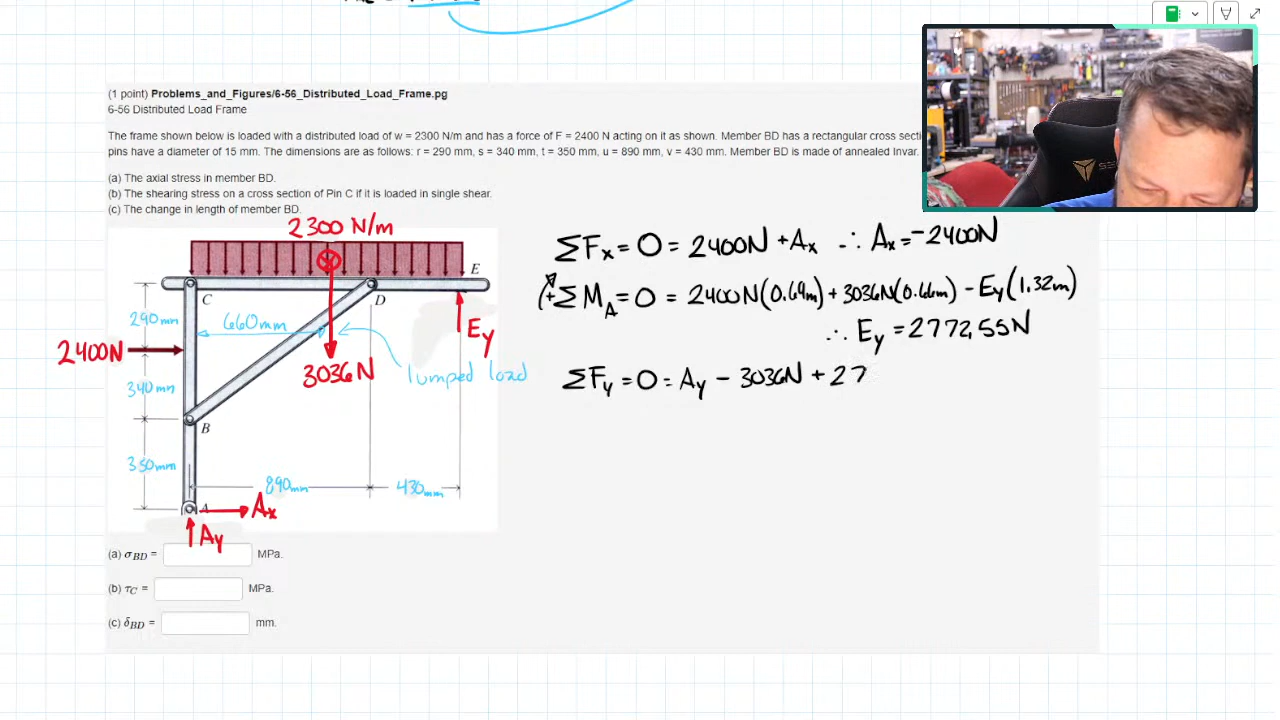 (1 point) Problems_and_Figures/6-56_Distributed_Load_Frame.pg
6-56 Distributed Load Frame
The frame shown below is loaded with a distributed load of w = 2300 N/m and has a force of F = 2400 N acting on it as shown. Member BD has a rectangular cross
pins have a diameter of 15 mm. The dimensions are as follows: r = 290 mm, s = 340 mm, t = 350 mm, u = 890 mm, v = 430 mm. Member BD is made of annealed Invar.
(a) The axial stress in member BD.
(b) The shearing stress on a cross section of Pin C if it is loaded in single shear.
(c) The change in length of member BD.
2300 N/m
E
C
D
290mm
660mm
Ey
2400N
3036N
lumped load
340mm
B
350mm
890mm
430mm
A
Ax
Ay
ΣFx = 0 = 2400N + Ax ∴ Ax = -2400N
(+ΣMA = 0 = 2400N(0.69m) + 3036N(0.66m) - Ey(1.32m)
∴ Ey = 2772.55N
ΣFy = 0 = Ay - 3036N + 27
(a) σBD = MPa.
(b) τC = MPa.
(c) δBD = mm.